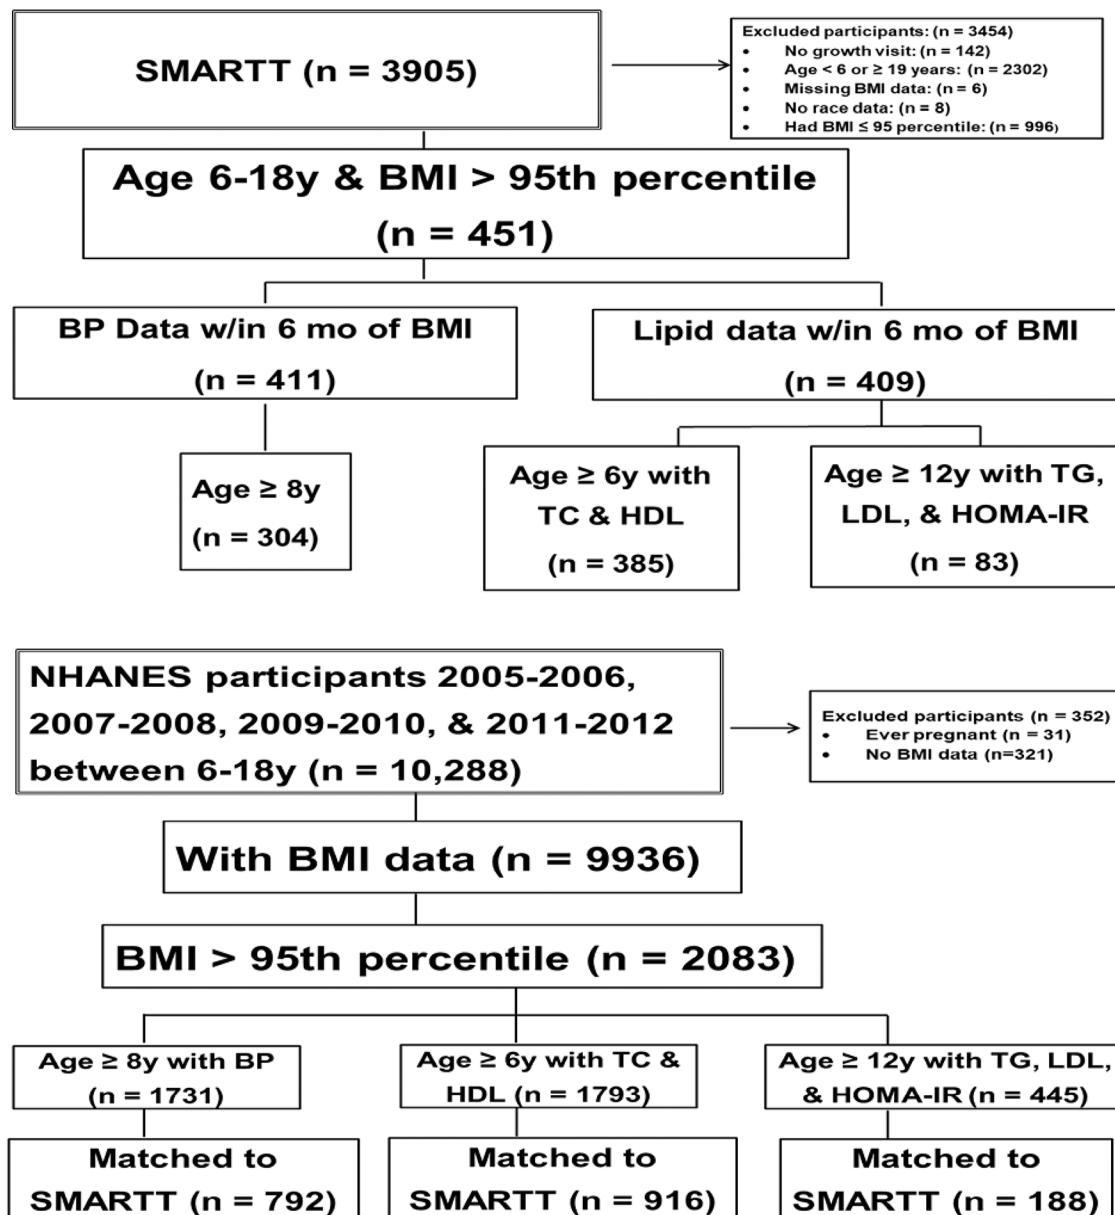 SMARTT (n = 3905)
Excluded participants: (n = 3454)
• No growth visit: (n = 142)
• Age < 6 or ≥ 19 years: (n = 2302)
• Missing BMI data: (n = 6)
• No race data: (n = 8)
• Had BMI ≤ 95 percentile: (n = 996)
Age 6-18y & BMI > 95th percentile
(n = 451)
BP Data w/in 6 mo of BMI
(n = 411)
Lipid data w/in 6 mo of BMI
(n = 409)
Age ≥ 8y
(n = 304)
Age ≥ 6y with
TC & HDL
(n = 385)
Age ≥ 12y with TG,
LDL, & HOMA-IR
(n = 83)
NHANES participants 2005-2006,
2007-2008, 2009-2010, & 2011-2012
between 6-18y (n = 10,288)
Excluded participants (n = 352)
• Ever pregnant (n = 31)
• No BMI data (n=321)
With BMI data (n = 9936)
BMI > 95th percentile (n = 2083)
Age ≥ 8y with BP
(n = 1731)
Age ≥ 6y with TC &
HDL (n = 1793)
Age ≥ 12y with TG, LDL,
& HOMA-IR (n = 445)
Matched to
SMARTT (n = 792)
Matched to
SMARTT (n = 916)
Matched to
SMARTT (n = 188)